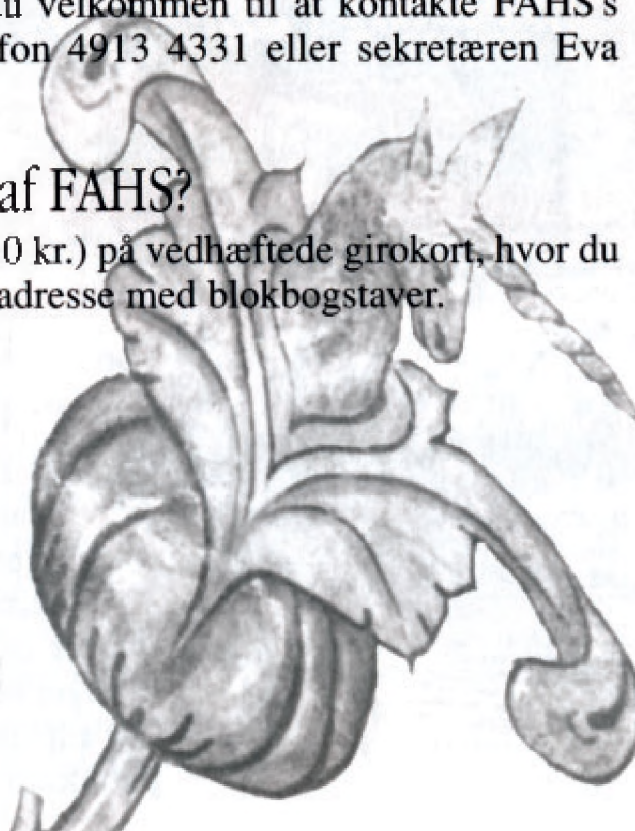 du velkommen til at kontakte FAHS's
fon 4913 4331 eller sekretæren Eva
af FAHS?
0 kr.) på vedhæftede girokort, hvor du
adresse med blokbogstaver.